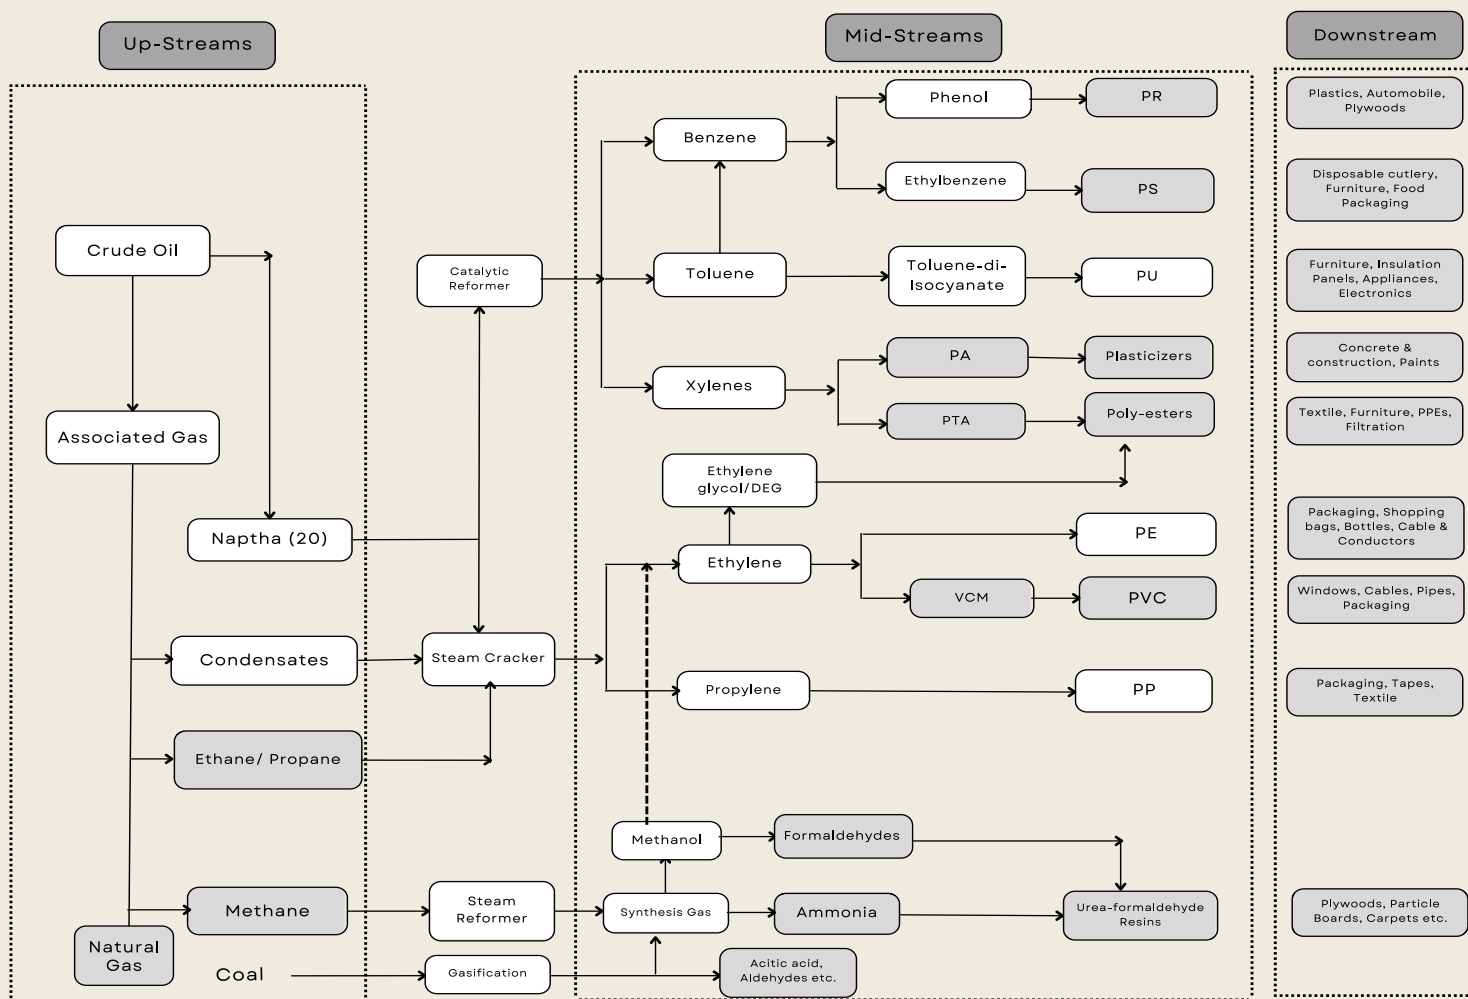 Up-Streams
Mid-Streams
Downstream
Phenol
PR
Plastics, Automobile,
Plywoods
Benzene
Ethylbenzene
PS
Disposable cutlery,
Furniture, Food
Packaging
Crude Oil
Catalytic
Reformer
Toluene
Toluene-di-
Isocyanate
PU
Furniture, Insulation
Panels, Appliances,
Electronics
Xylenes
PA
Plasticizers
Concrete &
construction, Paints
PTA
Poly-esters
Textile, Furniture, PPEs,
Filtration
Associated Gas
Ethylene
glycol/DEG
Naptha (20)
Ethylene
PE
Packaging, Shopping
bags, Bottles, Cable &
Conductors
VCM
PVC
Windows, Cables, Pipes,
Packaging
Condensates
Steam Cracker
Propylene
PP
Packaging, Tapes,
Textile
Ethane/ Propane
Methanol
Formaldehydes
Methane
Steam
Reformer
Synthesis Gas
Ammonia
Urea-formaldehyde
Resins
Plywoods, Particle
Boards, Carpets etc.
Natural
Gas
Coal
Gasification
Acitic acid,
Aldehydes etc.